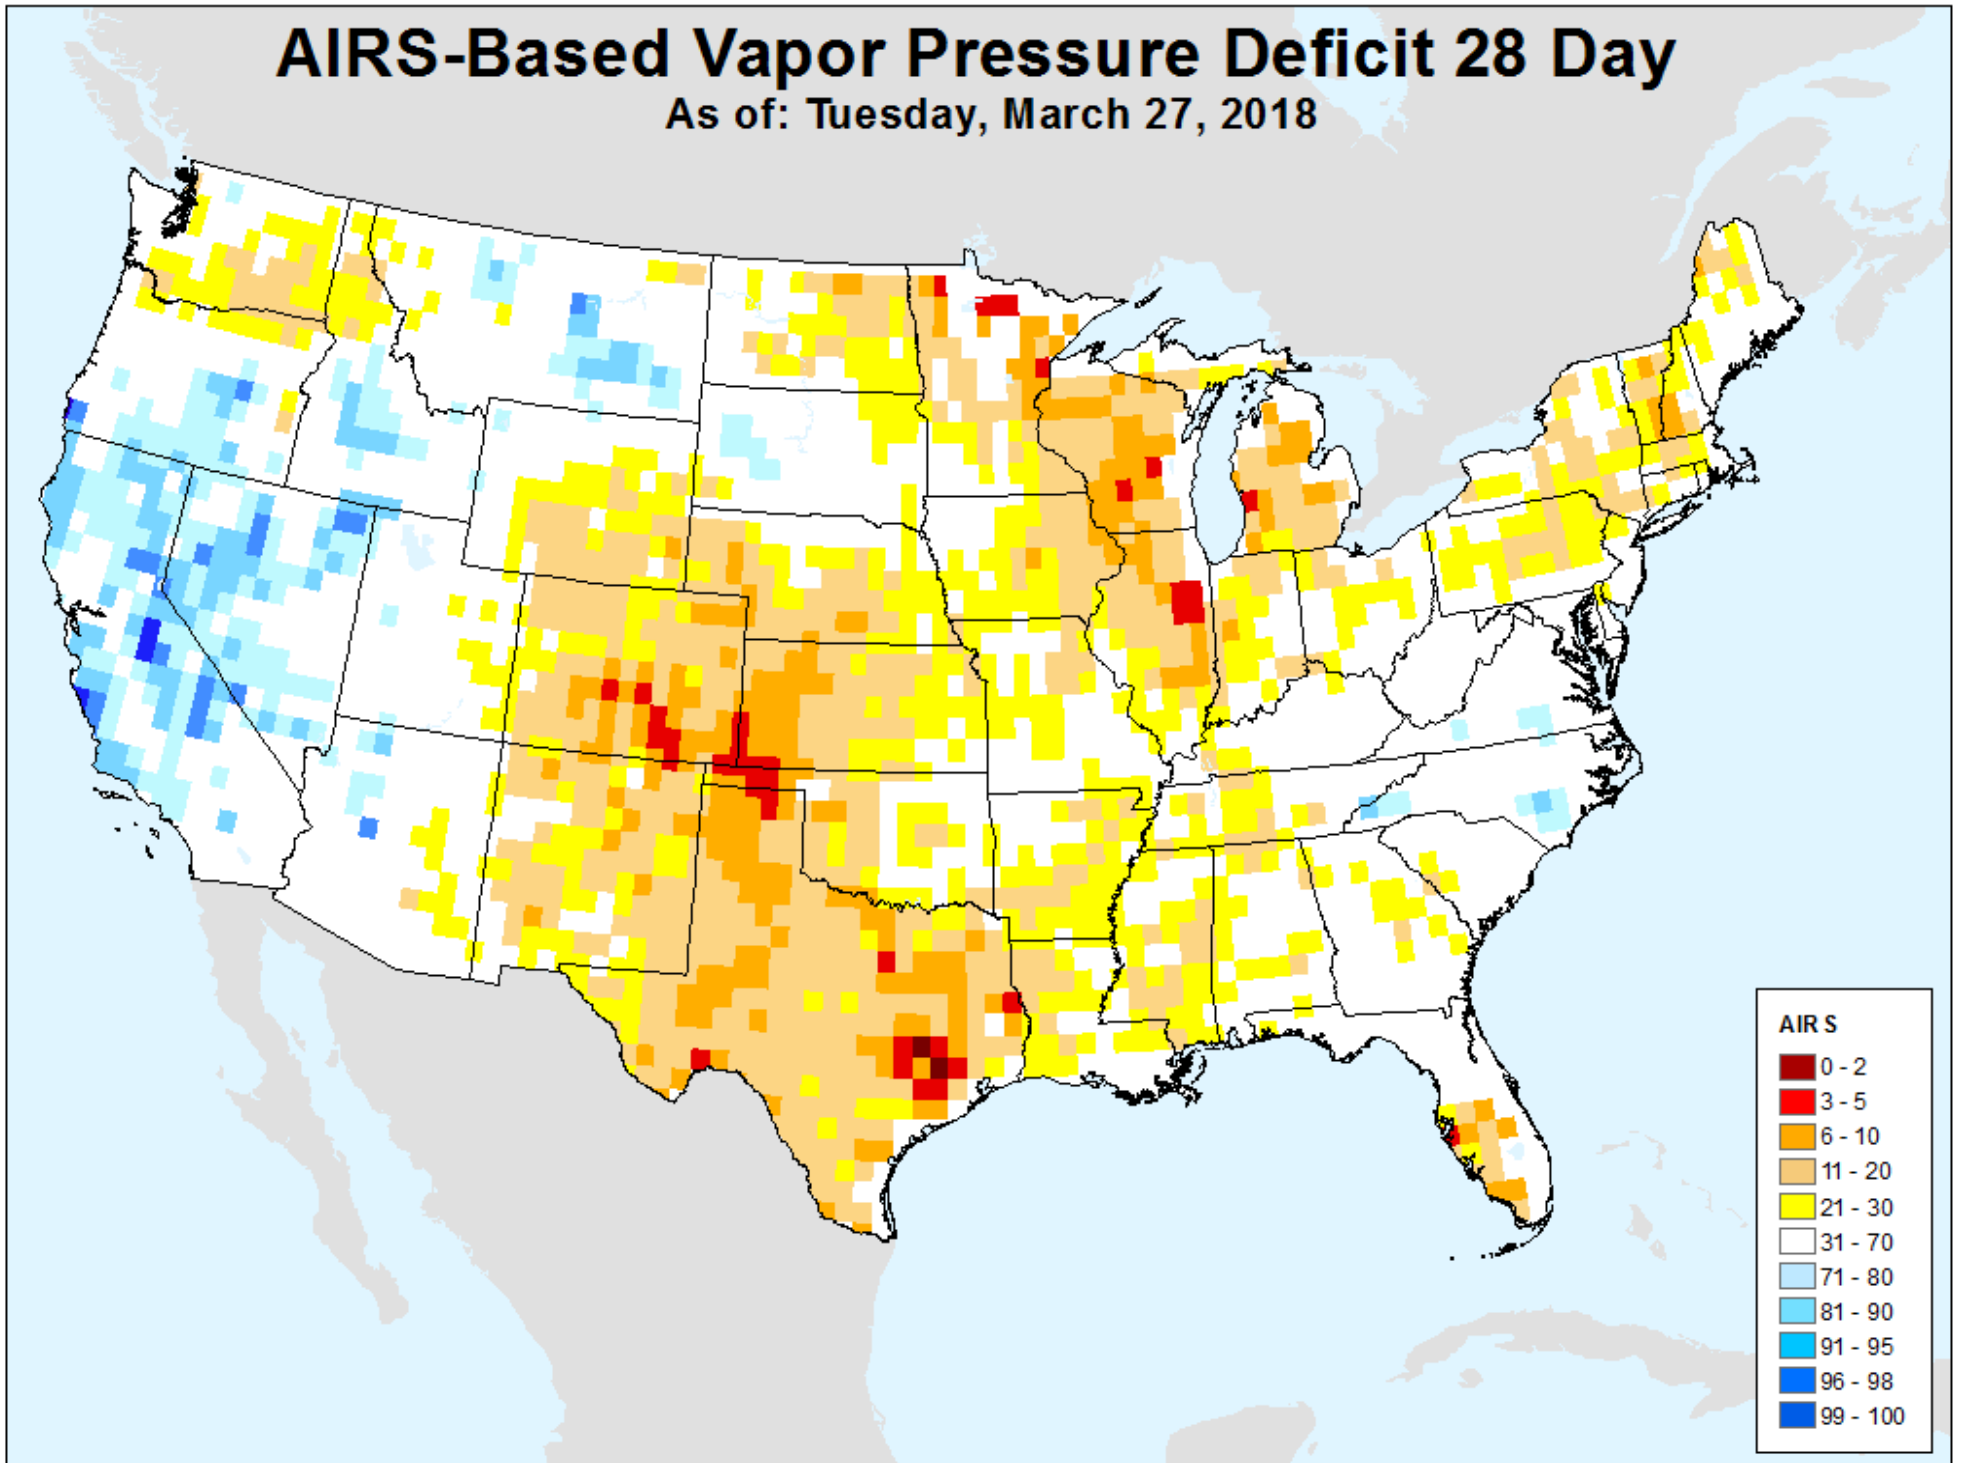 AIRS-Based Vapor Pressure Deficit 28 Day
As of: Tuesday, March 27, 2018
AIRS
0 - 2
3 - 5
6 - 10
11 - 20
21 - 30
31 - 70
71 - 80
81 - 90
91 - 95
96 - 98
99 - 100